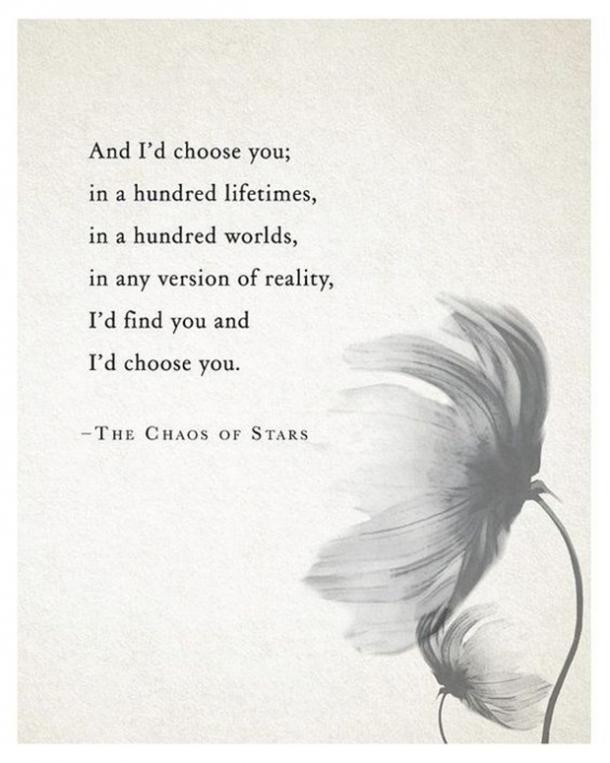 And I’d choose you;
in a hundred lifetimes,
in a hundred worlds,
in any version of reality,
I’d find you and
I’d choose you.
–The Chaos of Stars